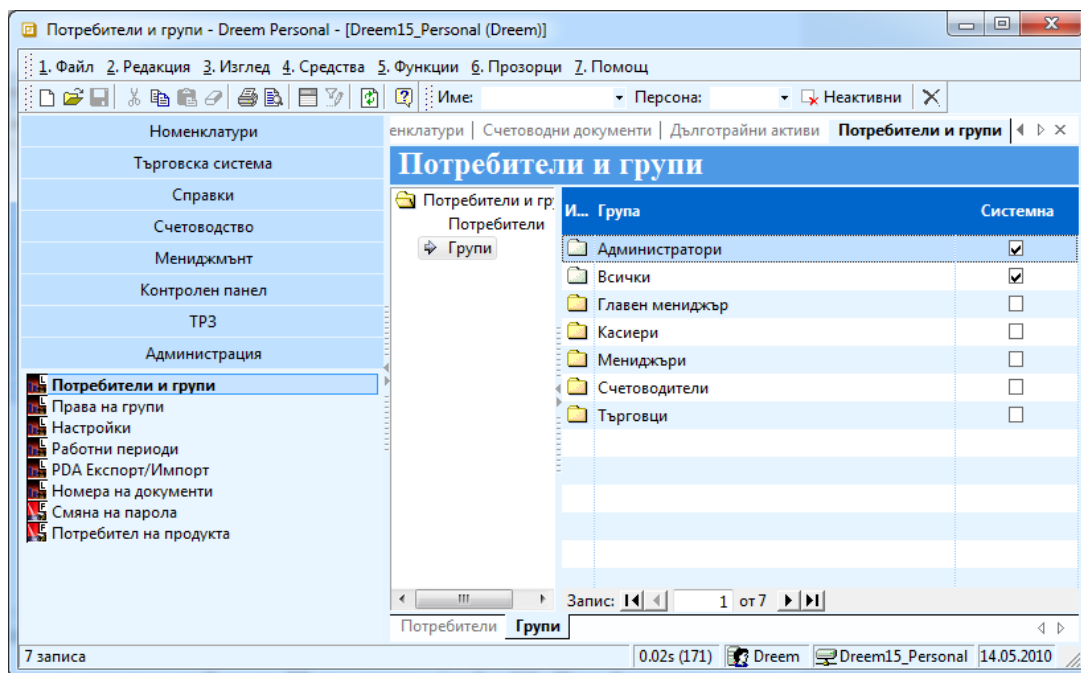 Потребители и групи - Dreem Personal - [Dreem15_Personal (Dreem)]
1. Файл 2. Редакция 3. Изглед 4. Средства 5. Функции 6. Прозорци 7. Помощ
Име: Персона: Неактивни
Номенклатури
Търговска система
Справки
Счетоводство
Мениджмънт
Контролен панел
ТРЗ
Администрация
Потребители и групи
Права на групи
Настройки
Работни периоди
PDA Експорт/Импорт
Номера на документи
Смяна на парола
Потребител на продукта
енклатури | Счетоводни документи | Дълготрайни активи Потребители и групи
Потребители и групи
Потребители и гр
Потребители
Групи
И... Група Системна
Администратори
Всички
Главен мениджър
Касиери
Мениджъри
Счетоводители
Търговци
Запис: 1 от 7
Потребители Групи
7 записа 0.02s (171) Dreem Dreem15_Personal 14.05.2010